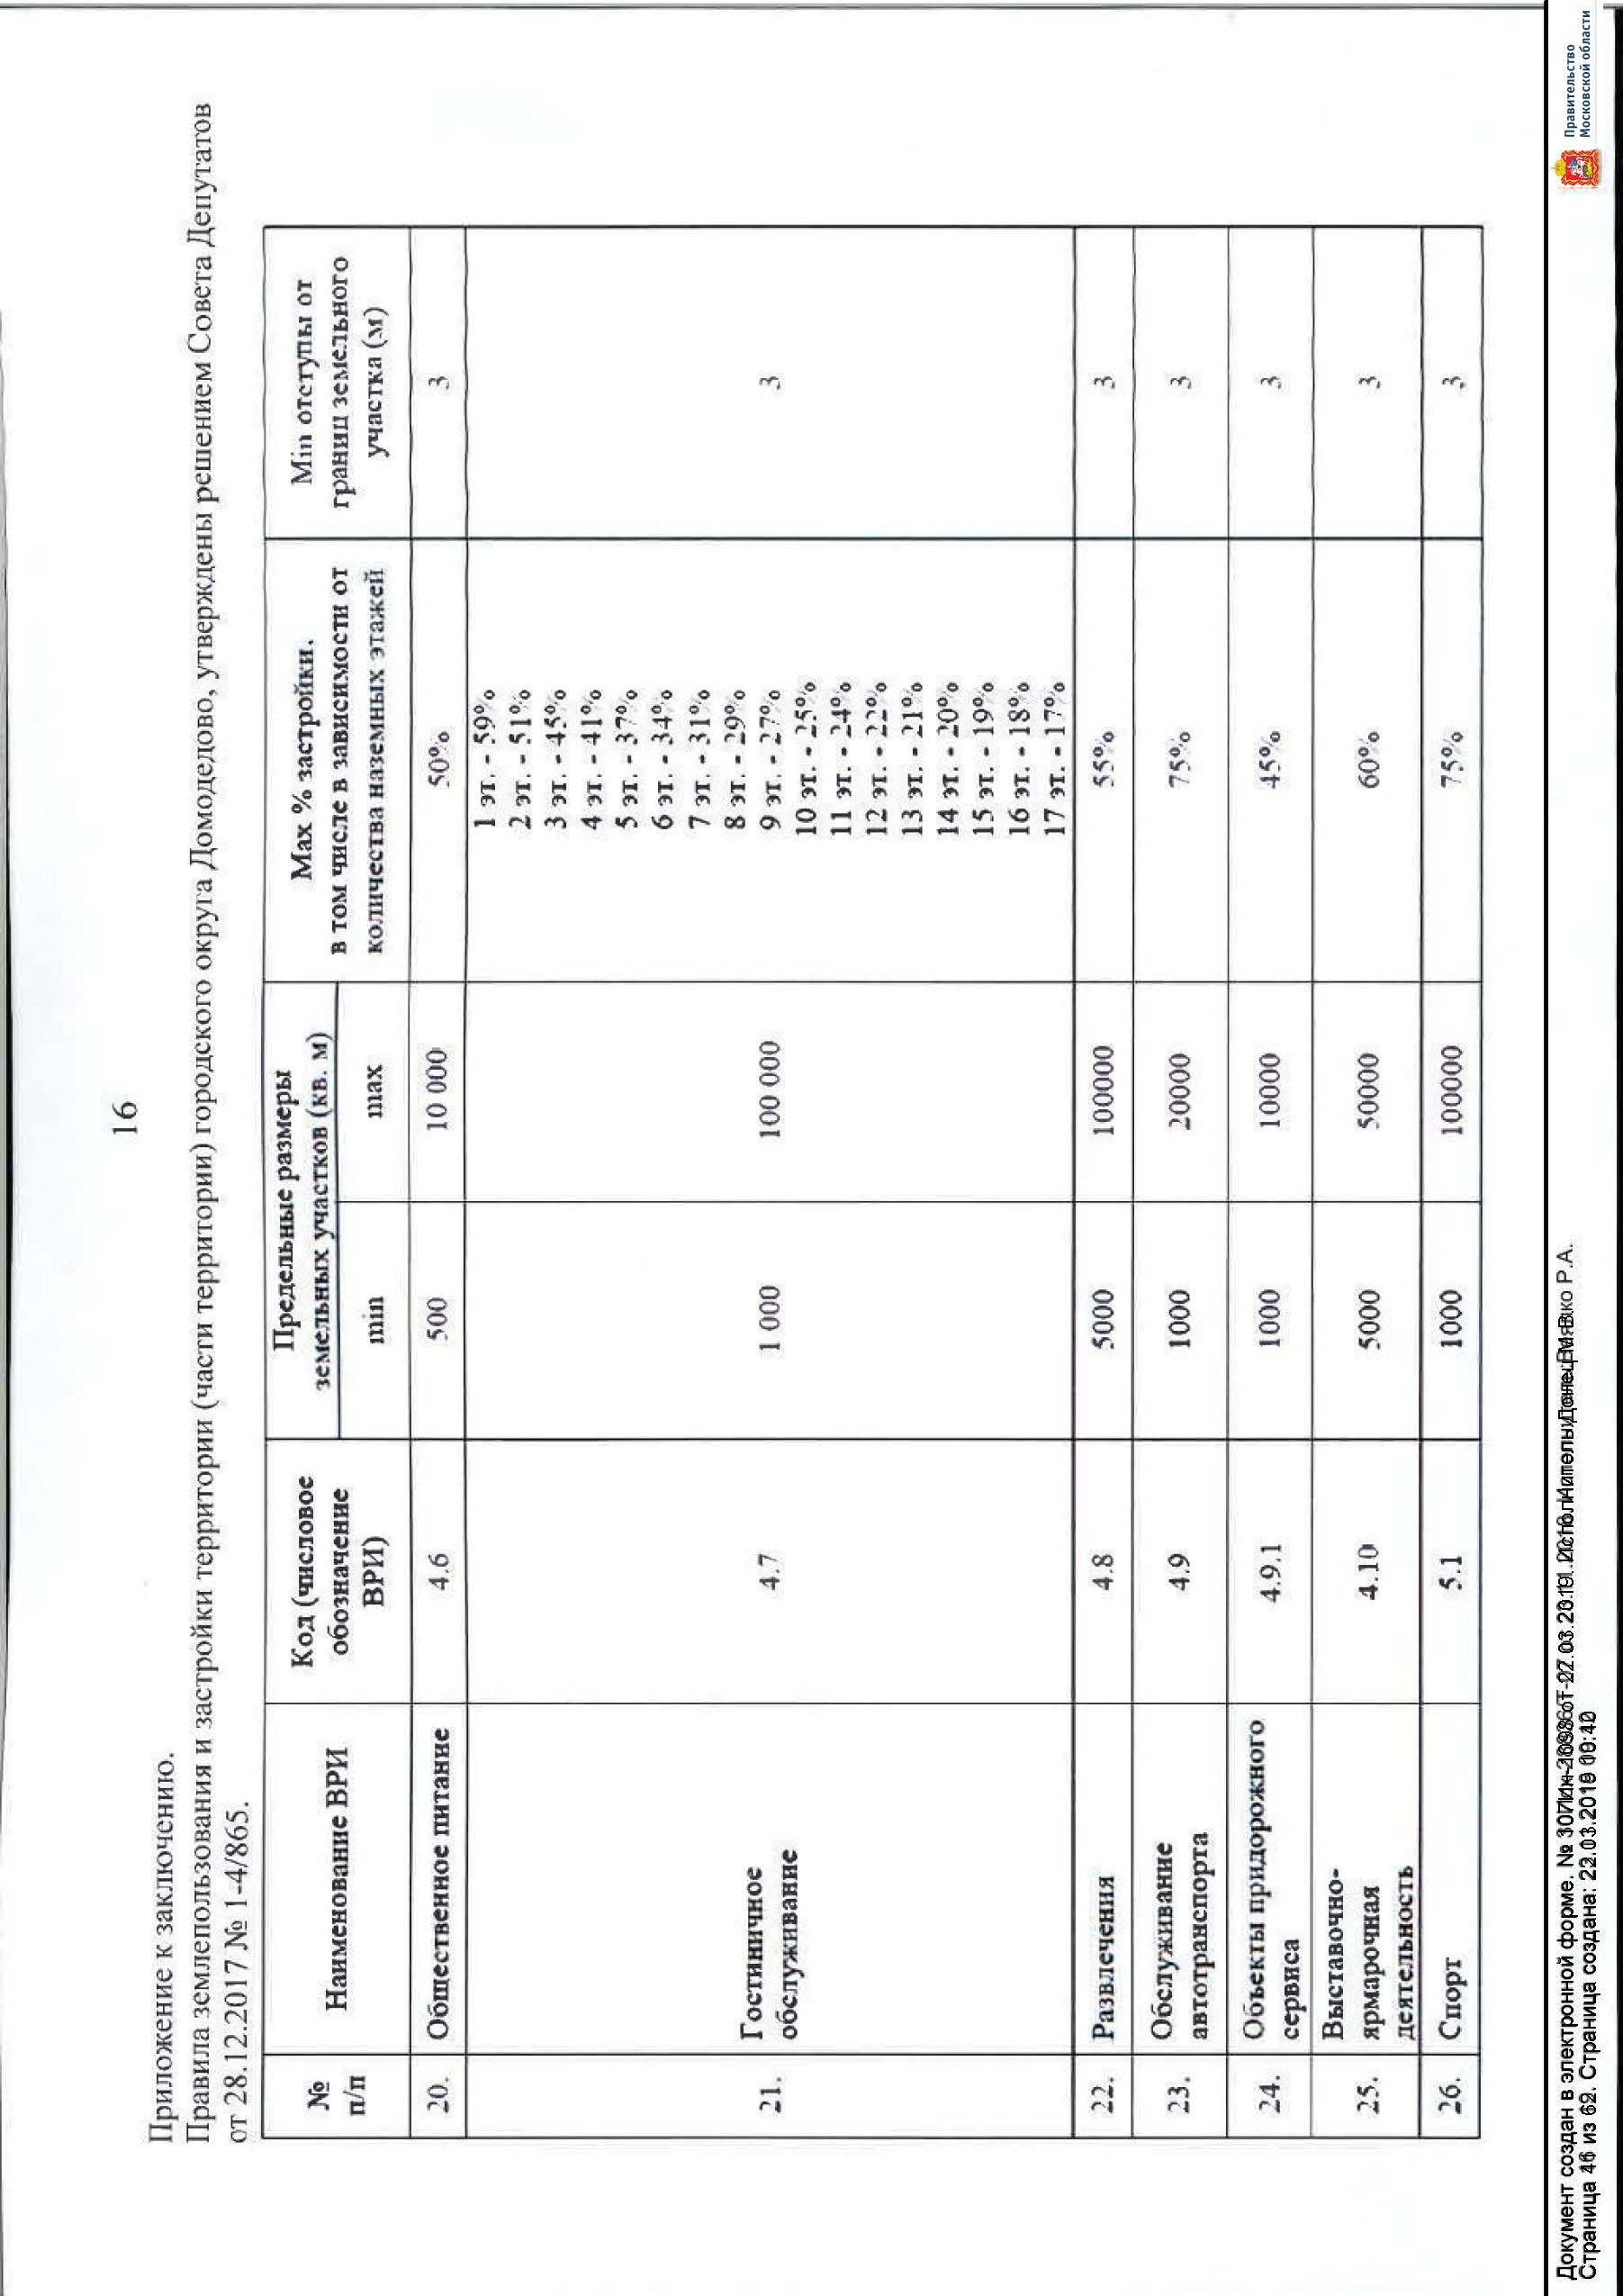 16
Приложение к заключению.
Правила землепользования и застройки территории (части территории) городского округа Домодедово, утверждены решением Совета Депутатов
от 28.12.2017 № 1-4/865.
№ п/п
Наименование ВРИ
Код (числовое
обозначение
ВРИ)
Предельные размеры
земельных участков (кв. м)
min
max
Max % застройки.
в том числе в зависимости от
количества наземных этажей
Min отступы от
границ земельного
участка (м)
20. Общественное питание 4.6 500 10 000 50% 3
21. Гостиничное
обслуживание
4.7 1 000 100 000
1 эт. - 59%
2 эт. - 51%
3 эт. - 45%
4 эт. - 41%
5 эт. - 37%
6 эт. - 34%
7 эт. - 31%
8 эт. - 29%
9 эт. - 27%
10 эт. - 25%
11 эт. - 24%
12 эт. - 22%
13 эт. - 21%
14 эт. - 20%
15 эт. - 19%
16 эт. - 18%
17 эт. - 17%
3
22. Развлечения 5000 4.8 100000 55% 3
23. Обслуживание
автотранспорта
4.9 1000 20000 75% 3
24. Объекты придорожного
сервиса
4.9.1 1000 10000 45% 3
25. Выставочно-
ярмарочная
деятельность
4.10 5000 50000 60% 3
26. Спорт 5.1 1000 100000 75% 3
Документ создан в электронной форме. №
Страница из Страница создана:
Правительство
Московской области